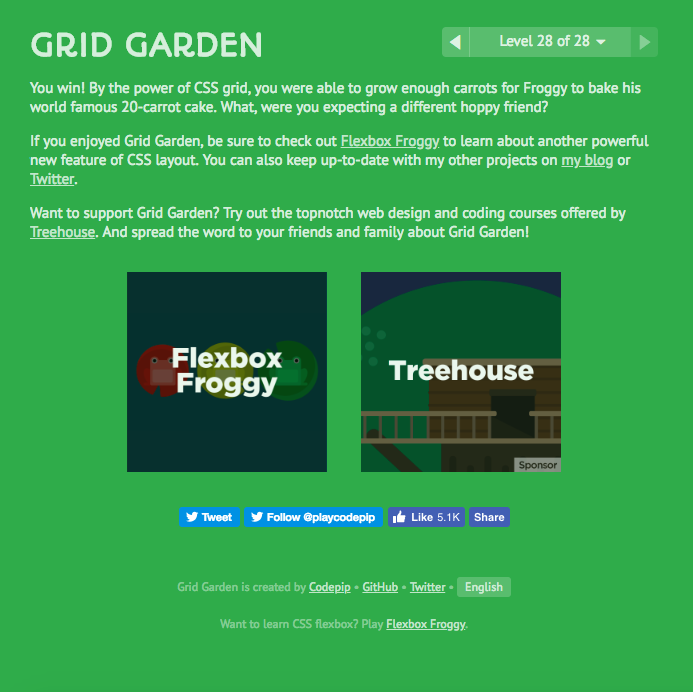 GRID GARDEN
Level 28 of 28
You win! By the power of CSS grid, you were able to grow enough carrots for Froggy to bake his
world famous 20-carrot cake. What, were you expecting a different hoppy friend?
If you enjoyed Grid Garden, be sure to check out Flexbox Froggy to learn about another powerful
new feature of CSS layout. You can also keep up-to-date with my other projects on my blog or
Twitter.
Want to support Grid Garden? Try out the topnotch web design and coding courses offered by
Treehouse. And spread the word to your friends and family about Grid Garden!
Flexbox
Froggy
Treehouse
Sponsor
Tweet
Follow @playcodepip
Like 5.1K
Share
Grid Garden is created by Codepip • GitHub • Twitter • English
Want to learn CSS flexbox? Play Flexbox Froggy.